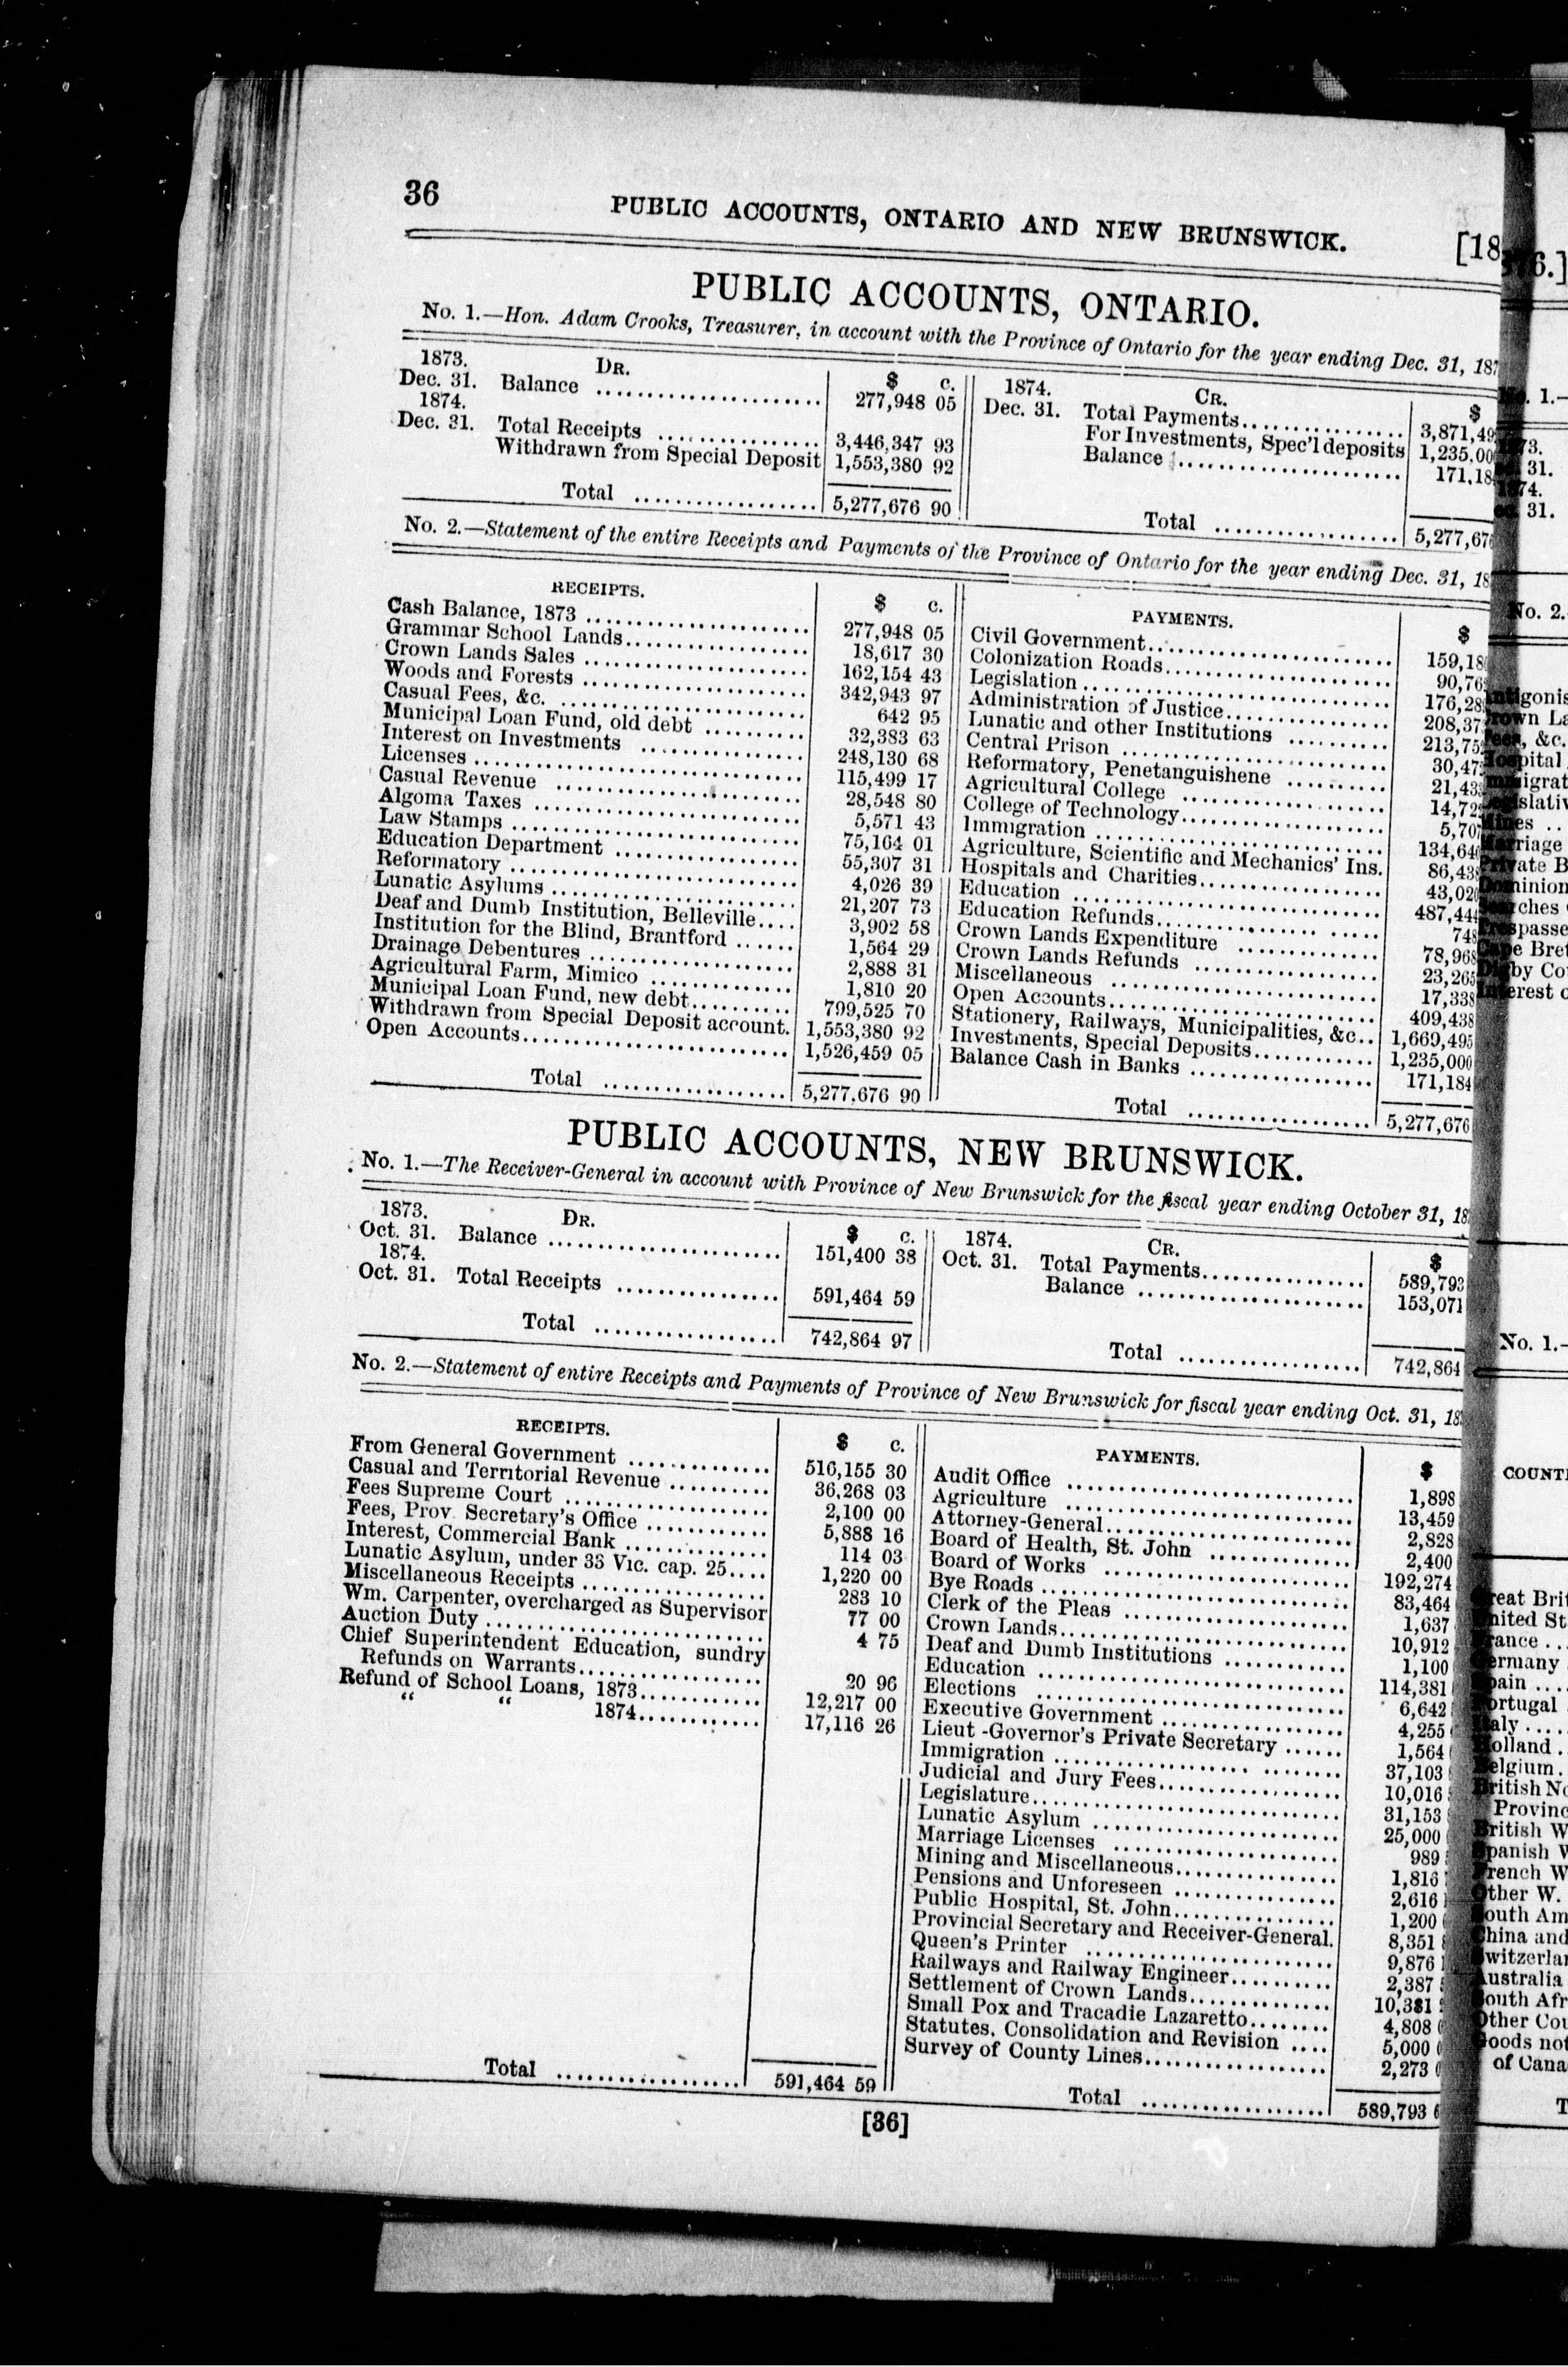 36
PUBLIC ACCOUNTS, ONTARIO AND NEW BRUNSWICK.
[18
PUBLIC ACCOUNTS, ONTARIO.
No. 1.—Hon. Adam Crooks, Treasurer, in account with the Province of Ontario for the year ending Dec. 31, 187
1873. DR. $ c.
Dec. 31. Balance ..................... 277,948 05
1874.
Dec. 31. Total Receipts ................ 3,446,347 93
Withdrawn from Special Deposit 1,553,380 92
Total .................. 5,277,676 90
1874. CR. $
Dec. 31. Total Payments................ 3,871,49
For Investments, Spec'l deposits 1,235,00
Balance ..................... 171,18
Total .................. 5,277,676
No. 2.—Statement of the entire Receipts and Payments of the Province of Ontario for the year ending Dec. 31, 18
RECEIPTS. $ c.
Cash Balance, 1873 ...................... 277,948 05
Grammar School Lands.................. 18,617 30
Crown Lands Sales ...................... 162,154 43
Woods and Forests ...................... 342,943 97
Casual Fees, &c. ........................ 642 95
Municipal Loan Fund, old debt .......... 32,383 63
Interest on Investments ................ 248,130 68
Licenses ................................ 115,499 17
Casual Revenue ........................ 28,548 80
Algoma Taxes .......................... 5,571 43
Law Stamps ............................ 75,164 01
Education Department .................. 55,307 31
Reformatory ............................ 4,026 39
Lunatic Asylums ........................ 21,207 73
Deaf and Dumb Institution, Belleville.... 3,902 58
Institution for the Blind, Brantford ...... 1,564 29
Drainage Debentures .................... 2,888 31
Agricultural Farm, Mimico .............. 1,810 20
Municipal Loan Fund, new debt........... 799,525 70
Withdrawn from Special Deposit account. 1,553,380 92
Open Accounts.......................... 1,526,459 05
Total .................. 5,277,676 90
PAYMENTS. $
Civil Government........................ 159,18
Colonization Roads...................... 90,76
Legislation.............................. 176,28
Administration of Justice................ 208,37
Lunatic and other Institutions .......... 213,75
Central Prison .......................... 30,47
Reformatory, Penetanguishene .......... 21,43
Agricultural College .................... 14,72
College of Technology.................... 5,707
Immigration ............................ 134,64
Agriculture, Scientific and Mechanics' Ins. 86,43
Hospitals and Charities.................. 43,020
Education .............................. 487,444
Education Refunds...................... 748
Crown Lands Expenditure .............. 78,968
Crown Lands Refunds .................. 23,265
Miscellaneous .......................... 17,338
Open Accounts.......................... 409,438
Stationery, Railways, Municipalities, &c.. 1,669,495
Investments, Special Deposits............ 1,235,000
Balance Cash in Banks .................. 171,184
Total .................. 5,277,676
PUBLIC ACCOUNTS, NEW BRUNSWICK.
No. 1.—The Receiver-General in account with Province of New Brunswick for the fiscal year ending October 31, 18
1873. DR. $ c.
Oct. 31. Balance ........................ 151,400 38
1874.
Oct. 31. Total Receipts ................ 591,464 59
Total .................. 742,864 97
1874. CR. $
Oct. 31. Total Payments................ 589,793
Balance ...................... 153,071
Total .................. 742,864
No. 2.—Statement of entire Receipts and Payments of Province of New Brunswick for fiscal year ending Oct. 31, 18
RECEIPTS. $ c.
From General Government .............. 516,155 30
Casual and Territorial Revenue .......... 36,268 03
Fees Supreme Court .................... 2,100 00
Fees, Prov. Secretary's Office ............ 5,888 16
Interest, Commercial Bank .............. 114 03
Lunatic Asylum, under 33 Vic. cap. 25.... 1,220 00
Miscellaneous Receipts .................. 283 10
Wm. Carpenter, overcharged as Supervisor 77 00
Auction Duty ............................ 4 75
Chief Superintendent Education, sundry
Refunds on Warrants.................. 20 96
Refund of School Loans, 1873............. 12,217 00
“ “ 1874............ 17,116 26
Total .................. 591,464 59
PAYMENTS. $
Audit Office ............................ 1,898
Agriculture ............................ 13,459
Attorney-General........................ 2,828
Board of Health, St. John .............. 2,400
Board of Works ........................ 192,274
Bye Roads .............................. 83,464
Clerk of the Pleas ...................... 1,637
Crown Lands............................ 10,912
Deaf and Dumb Institutions ............ 1,100
Education .............................. 114,381
Elections .............................. 6,642
Executive Government .................. 4,255
Lieut -Governor's Private Secretary ...... 1,564
Immigration ............................ 37,103
Judicial and Jury Fees.................. 10,016
Legislature.............................. 31,153
Lunatic Asylum ........................ 25,000
Marriage Licenses ...................... 989
Mining and Miscellaneous................ 1,816
Pensions and Unforeseen ................ 2,616
Public Hospital, St. John................ 1,200
Provincial Secretary and Receiver-General. 8,351
Queen's Printer ........................ 9,876
Railways and Railway Engineer.......... 2,387
Settlement of Crown Lands.............. 10,381
Small Pox and Tracadie Lazaretto........ 4,808
Statutes, Consolidation and Revision .... 5,000
Survey of County Lines.................. 2,273
Total .................. 589,793
[36]